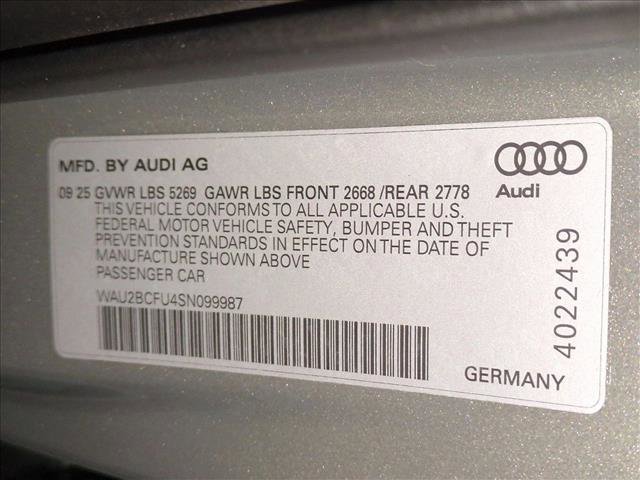 MFD. BY AUDI AG
09 25 GVWR LBS 5269 GAWR LBS FRONT 2668 /REAR 2778
THIS VEHICLE CONFORMS TO ALL APPLICABLE U.S.
FEDERAL MOTOR VEHICLE SAFETY, BUMPER AND THEFT
PREVENTION STANDARDS IN EFFECT ON THE DATE OF
MANUFACTURE SHOWN ABOVE
PASSENGER CAR
WAU2BCFU4SN099987
Audi
4022439
GERMANY